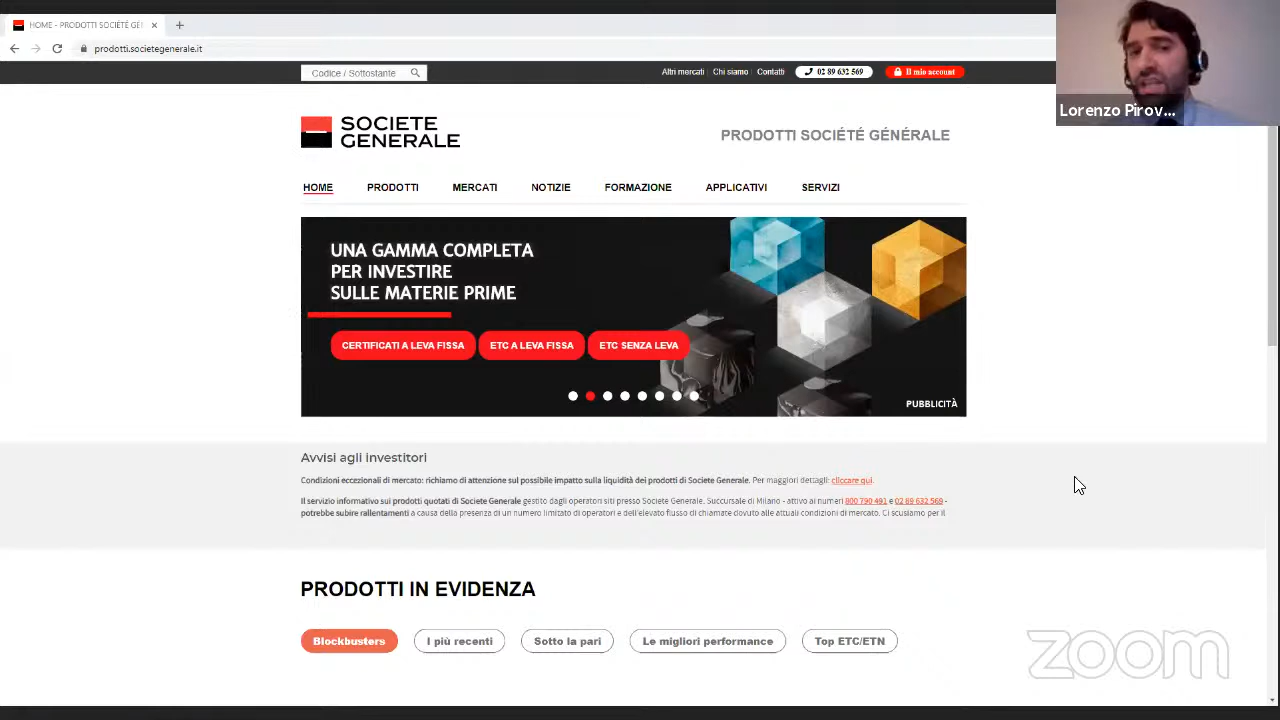 HOME - PRODOTTI SOCIÉTÉ GEI
prodotti.societegenerale.it
Lorenzo Pirov...
Codice / Sottostante
Altri mercati
Chi siamo
Contatti
02 89 632 569
Il mio account
SOCIETE
GENERALE
PRODOTTI SOCIÉTÉ GÉNÉRALE
HOME
PRODOTTI
MERCATI
NOTIZIE
FORMAZIONE
APPLICATIVI
SERVIZI
UNA GAMMA COMPLETA
PER INVESTIRE
SULLE MATERIE PRIME
CERTIFICATI A LEVA FISSA
ETC A LEVA FISSA
ETC SENZA LEVA
PUBBLICITÀ
Avvisi agli investitori
Condizioni eccezionali di mercato: richiamo di attenzione sul possibile impatto sulla liquidità dei prodotti di Societe Generale. Per maggiori dettagli: cliccare qui.
Il servizio informativo sui prodotti quotati di Societe Generale gestito dagli operatori siti presso Societe Generale, Succursale di Milano - attivo ai numeri 800 790 491 e 02 89 632 569 -
potrebbe subire rallentamenti a causa della presenza di un numero limitato di operatori e dell'elevato flusso di chiamate dovuto alle attuali condizioni di mercato. Ci scusiamo per il
PRODOTTI IN EVIDENZA
Blockbusters
I più recenti
Sotto la pari
Le migliori performance
Top ETC/ETN
zoom